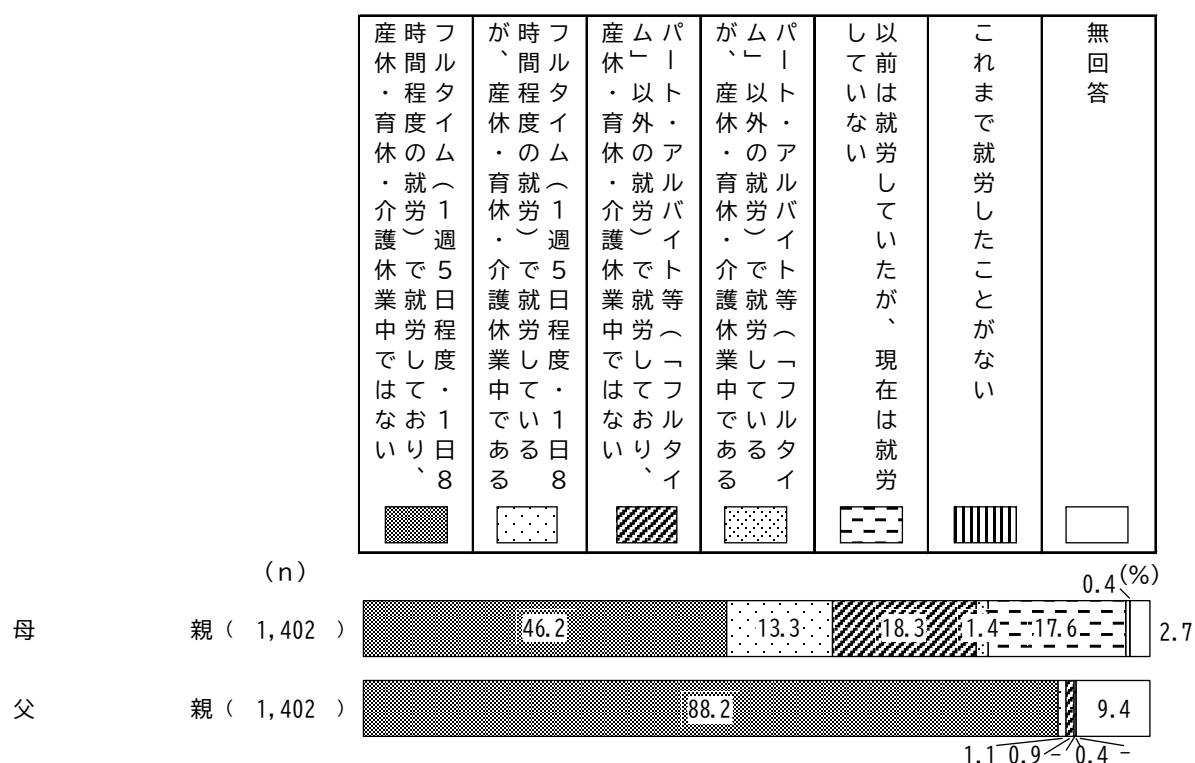 フルタイム（１週５日程度・１日８
時間程度の就労）で就労しており、
産休・育休・介護休業中ではない
フルタイム（１週５日程度・１日８
時間程度の就労）で就労している
が、産休・育休・介護休業中である
パート・アルバイト等（「フルタイ
ム」以外の就労）で就労しており、
産休・育休・介護休業中ではない
パート・アルバイト等（「フルタイ
ム」以外の就労）で就労している
が、産休・育休・介護休業中である
以前は就労していたが、現在は就労
していない
これまで就労したことがない
無回答
(n)
(%)
0.4
母 親( 1,402 ) 46.2 13.3 18.3 1.4 17.6 2.7
父 親( 1,402 ) 88.2 9.4
1.1 0.9 − 0.4 −